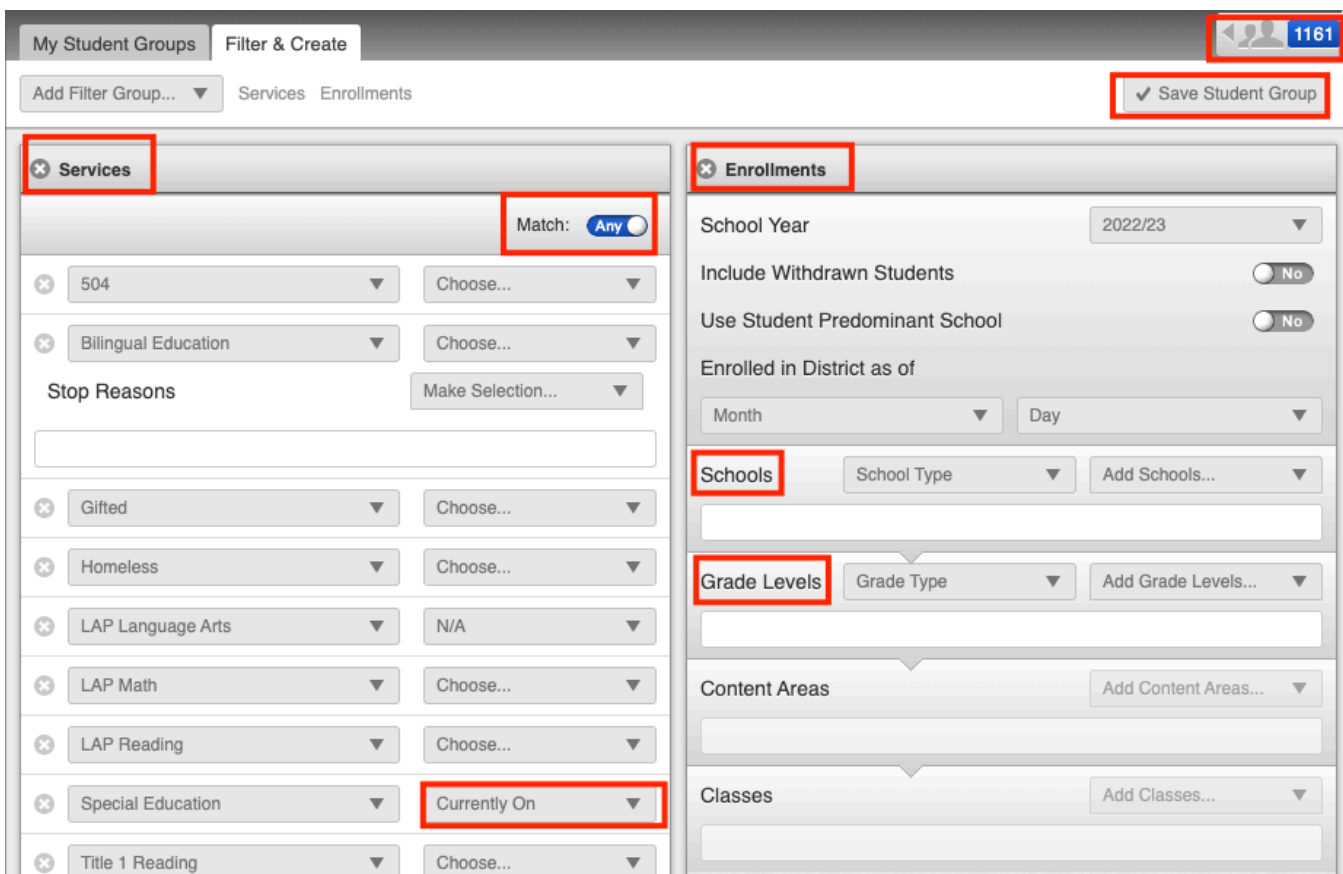 My Student Groups Filter & Create 1161
Add Filter Group... Services Enrollments Save Student Group
Services
Match: Any
504 Choose...
Bilingual Education Choose...
Stop Reasons Make Selection...
Gifted Choose...
Homeless Choose...
LAP Language Arts N/A
LAP Math Choose...
LAP Reading Choose...
Special Education Currently On
Title 1 Reading Choose...
Enrollments
School Year 2022/23
Include Withdrawn Students No
Use Student Predominant School No
Enrolled in District as of
Month Day
Schools School Type Add Schools...
Grade Levels Grade Type Add Grade Levels...
Content Areas Add Content Areas...
Classes Add Classes...